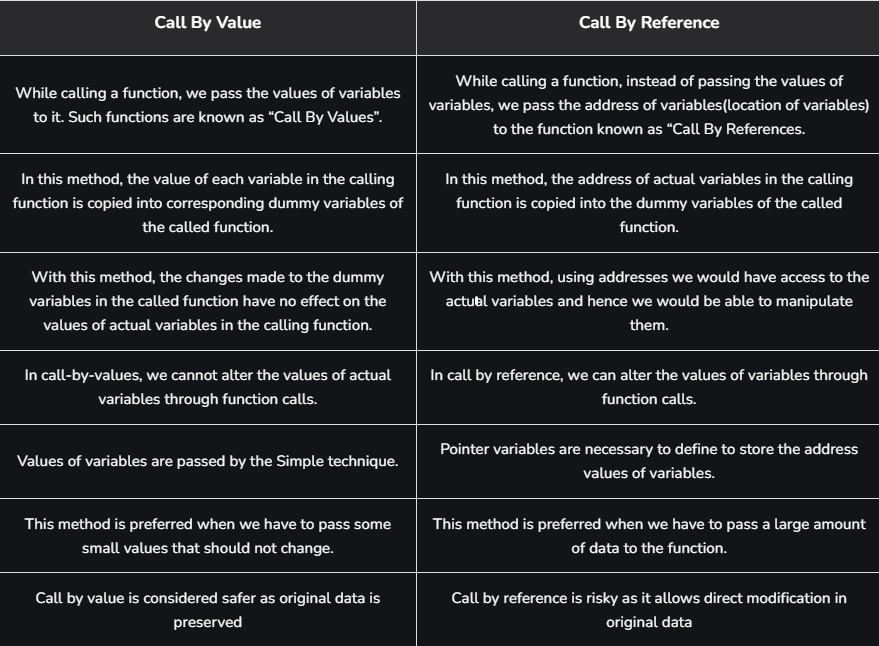 Call By Value
Call By Reference
While calling a function, we pass the values of variables
to it. Such functions are known as “Call By Values”.
While calling a function, instead of passing the values of
variables, we pass the address of variables(location of variables)
to the function known as “Call By References.
In this method, the value of each variable in the calling
function is copied into corresponding dummy variables of
the called function.
In this method, the address of actual variables in the calling
function is copied into the dummy variables of the called
function.
With this method, the changes made to the dummy
variables in the called function have no effect on the
values of actual variables in the calling function.
With this method, using addresses we would have access to the
actual variables and hence we would be able to manipulate
them.
In call-by-values, we cannot alter the values of actual
variables through function calls.
In call by reference, we can alter the values of variables through
function calls.
Values of variables are passed by the Simple technique.
Pointer variables are necessary to define to store the address
values of variables.
This method is preferred when we have to pass some
small values that should not change.
This method is preferred when we have to pass a large amount
of data to the function.
Call by value is considered safer as original data is
preserved
Call by reference is risky as it allows direct modification in
original data